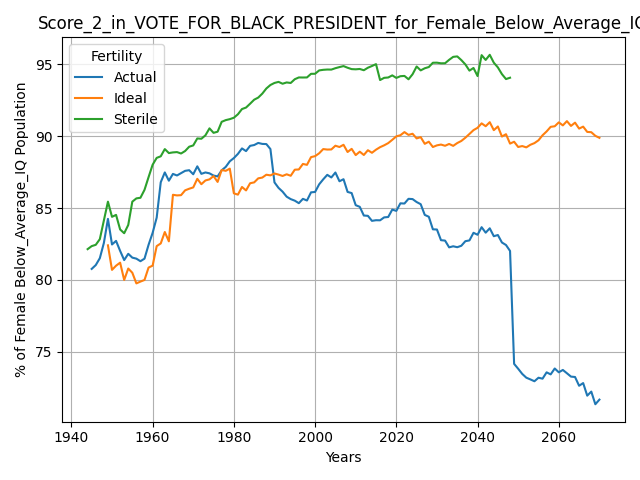 Score_2_in_VOTE_FOR_BLACK_PRESIDENT_for_Female_Below_Average_IQ
Fertility
Actual
Ideal
Sterile
% of Female Below_Average_IQ Population
95
90
85
80
75
1940
1960
1980
2000
2020
2040
2060
Years